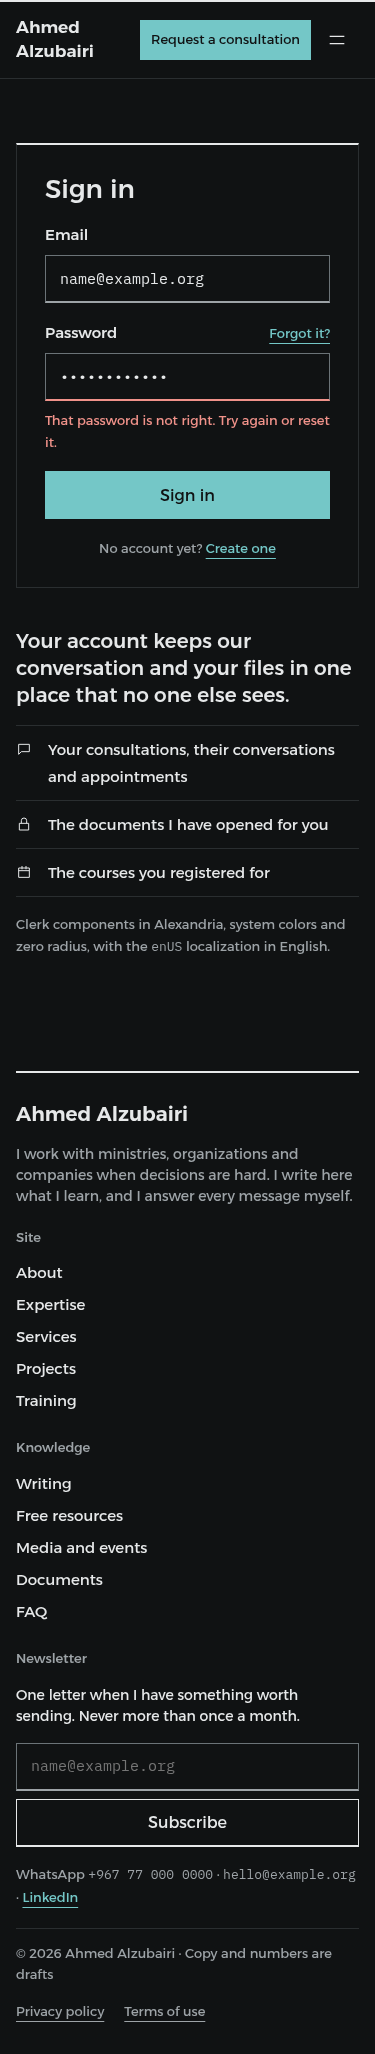 Ahmed
Alzubairi
Request a consultation
Sign in
Email
name@example.org
Password
Forgot it?
••••••••••••
That password is not right. Try again or reset
it.
Sign in
No account yet? Create one
Your account keeps our
conversation and your files in one
place that no one else sees.
Your consultations, their conversations
and appointments
The documents I have opened for you
The courses you registered for
Clerk components in Alexandria, system colors and
zero radius, with the enUS localization in English.
Ahmed Alzubairi
I work with ministries, organizations and
companies when decisions are hard. I write here
what I learn, and I answer every message myself.
Site
About
Expertise
Services
Projects
Training
Knowledge
Writing
Free resources
Media and events
Documents
FAQ
Newsletter
One letter when I have something worth
sending. Never more than once a month.
name@example.org
Subscribe
WhatsApp +967 77 000 0000 · hello@example.org
· LinkedIn
© 2026 Ahmed Alzubairi · Copy and numbers are
drafts
Privacy policy
Terms of use